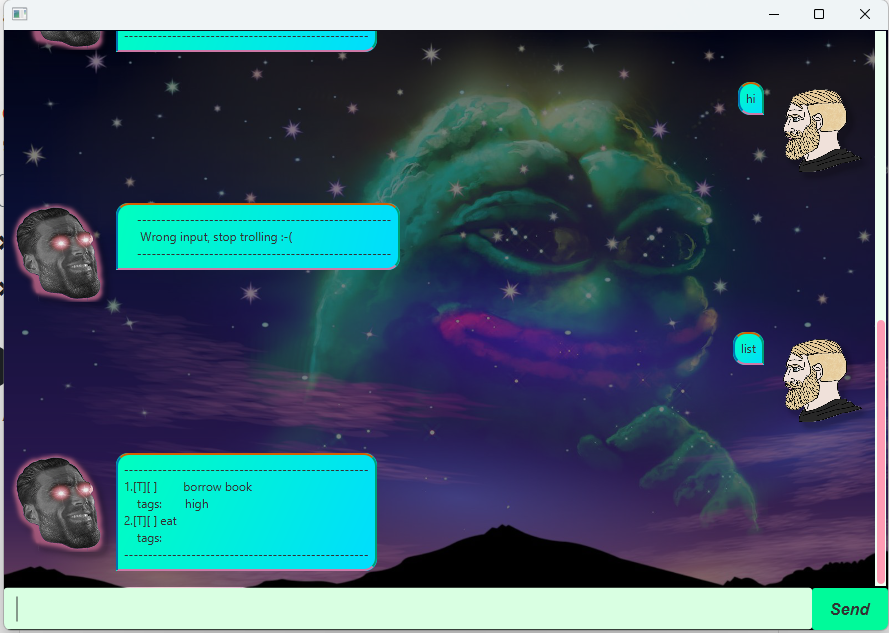 hi
Wrong input, stop trolling :-(
list
1.[T][ ] borrow book
tags: high
2.[T][ ] eat
tags:
Send